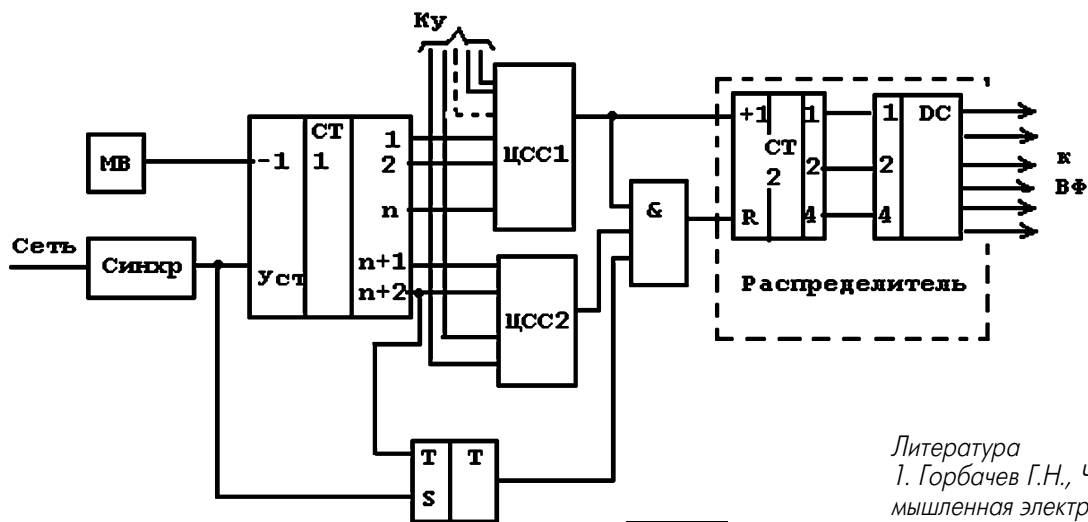 Ку
МВ
Сеть
Синхр
-1
Уст
СТ
1
1
2
n
n+1
n+2
ЦСС1
ЦСС2
&
T
S
T
+1
R
СТ
2
1
2
4
1
2
4
DC
к
ВФ
Распределитель
Литература
1. Горбачев Г.Н., Ч
мышленная электр